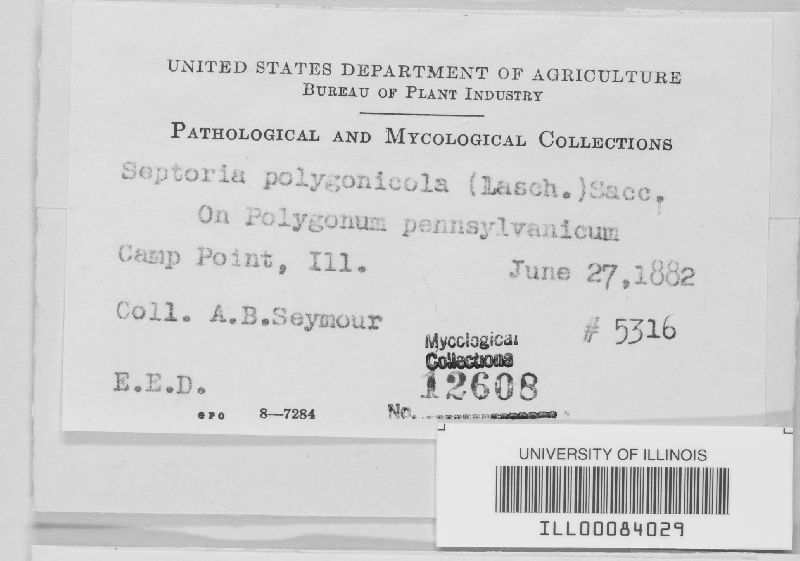 UNITED STATES DEPARTMENT OF AGRICULTURE
BUREAU OF PLANT INDUSTRY
PATHOLOGICAL AND MYCOLOGICAL COLLECTIONS
Septoria polygonicola (Lasch.)Sacc.
On Polygonum pennsylvanicum
Camp Point, Ill. June 27,1882
Coll. A.B.Seymour # 5316
Mycological
Collections
E.E.D. 12608
GPO 8—7284 No.
UNIVERSITY OF ILLINOIS
ILL00084029